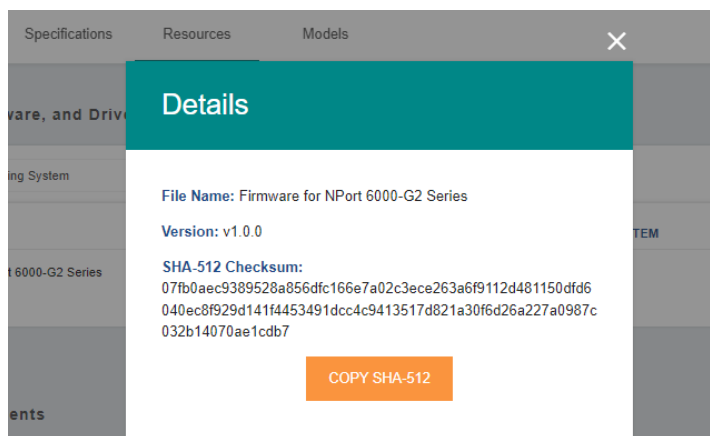 Specifications Resources Models
ware, and Driv
Details
ing System
File Name: Firmware for NPort 6000-G2 Series
Version: v1.0.0
TEM
SHA-512 Checksum:
t 6000-G2 Series
07fb0aec9389528a856dfc166e7a02c3ece263a6f9112d481150dfd6
040ec8f929d141f4453491dcc4c9413517d821a30f6d26a227a0987c
032b14070ae1cdb7
COPY SHA-512
ents